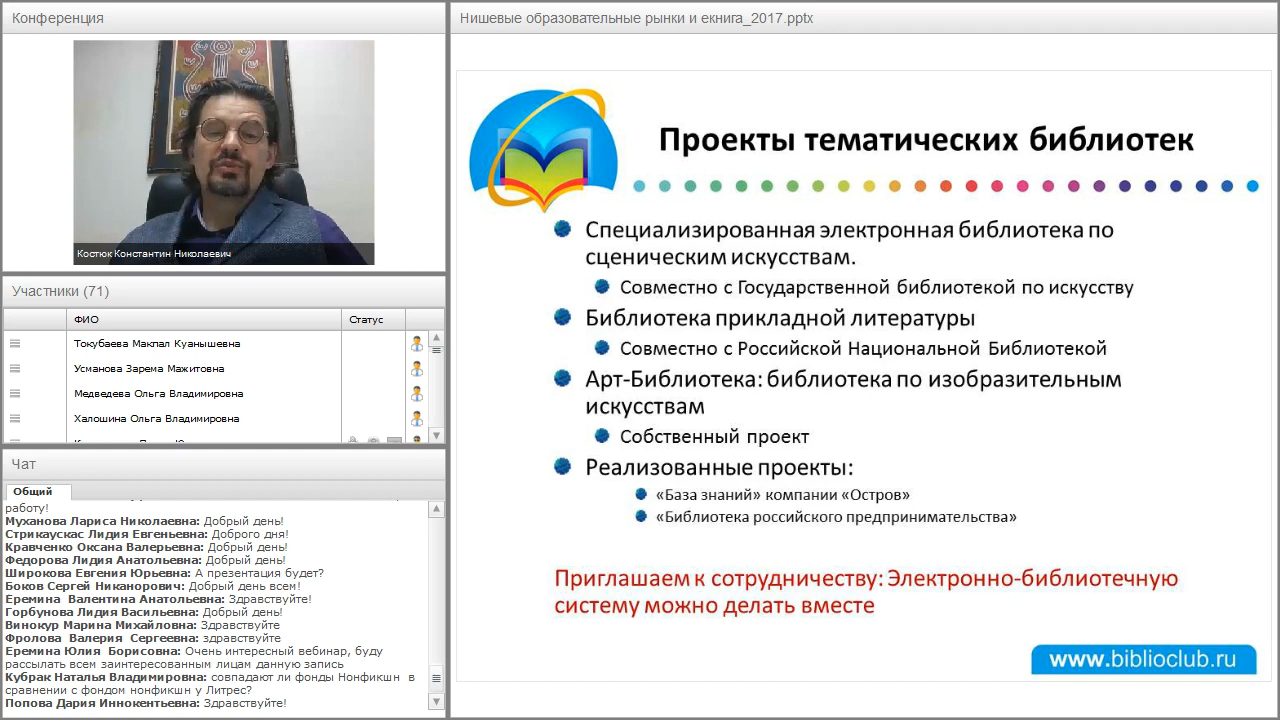 Конференция
Костюк Константин Николаевич
Участники (71)
ФИО
Статус
Токубаева Макпал Куанышевна
Усманова Зарема Мажитовна
Медведева Ольга Владимировна
Халошина Ольга Владимировна
Чат
Общий
работу!
Муханова Лариса Николаевна: Добрый день!
Стрикаускас Лидия Евгеньевна: Доброго дня!
Кравченко Оксана Валерьевна: Добрый день!
Федорова Лидия Анатольевна: Добрый день!
Широкова Евгения Юрьевна: А презентация будет?
Боков Сергей Никанорович: Добрый день всем!
Еремина Валентина Анатольевна: Здравствуйте!
Горбунова Лидия Васильевна: Добрый день!
Винокур Марина Михайловна: Здравствуйте
Фролова Валерия Сергеевна: здравствуйте
Еремина Юлия Борисовна: Очень интересный вебинар, буду
рассылать всем заинтересованым лицам данную запись
Кубрак Наталья Владимировна: совпадают ли фонды Нонфикшн в
сравнении с фондом нонфикшн у Литрес?
Попова Дария Иннокентьевна: Здравствуйте!
Нишевые образовательные рынки и екнига_2017.pptx
Проекты тематических библиотек
Специализированная электронная библиотека по
сценическим искусствам.
Совместно с Государственной библиотекой по искусству
Библиотека прикладной литературы
Совместно с Российской Национальной Библиотекой
Арт-Библиотека: библиотека по изобразительным
искусствам
Собственный проект
Реализованные проекты:
«База знаний» компании «Остров»
«Библиотека российского предпринимательства»
Приглашаем к сотрудничеству: Электронно-библиотечную
систему можно делать вместе
www.biblioclub.ru